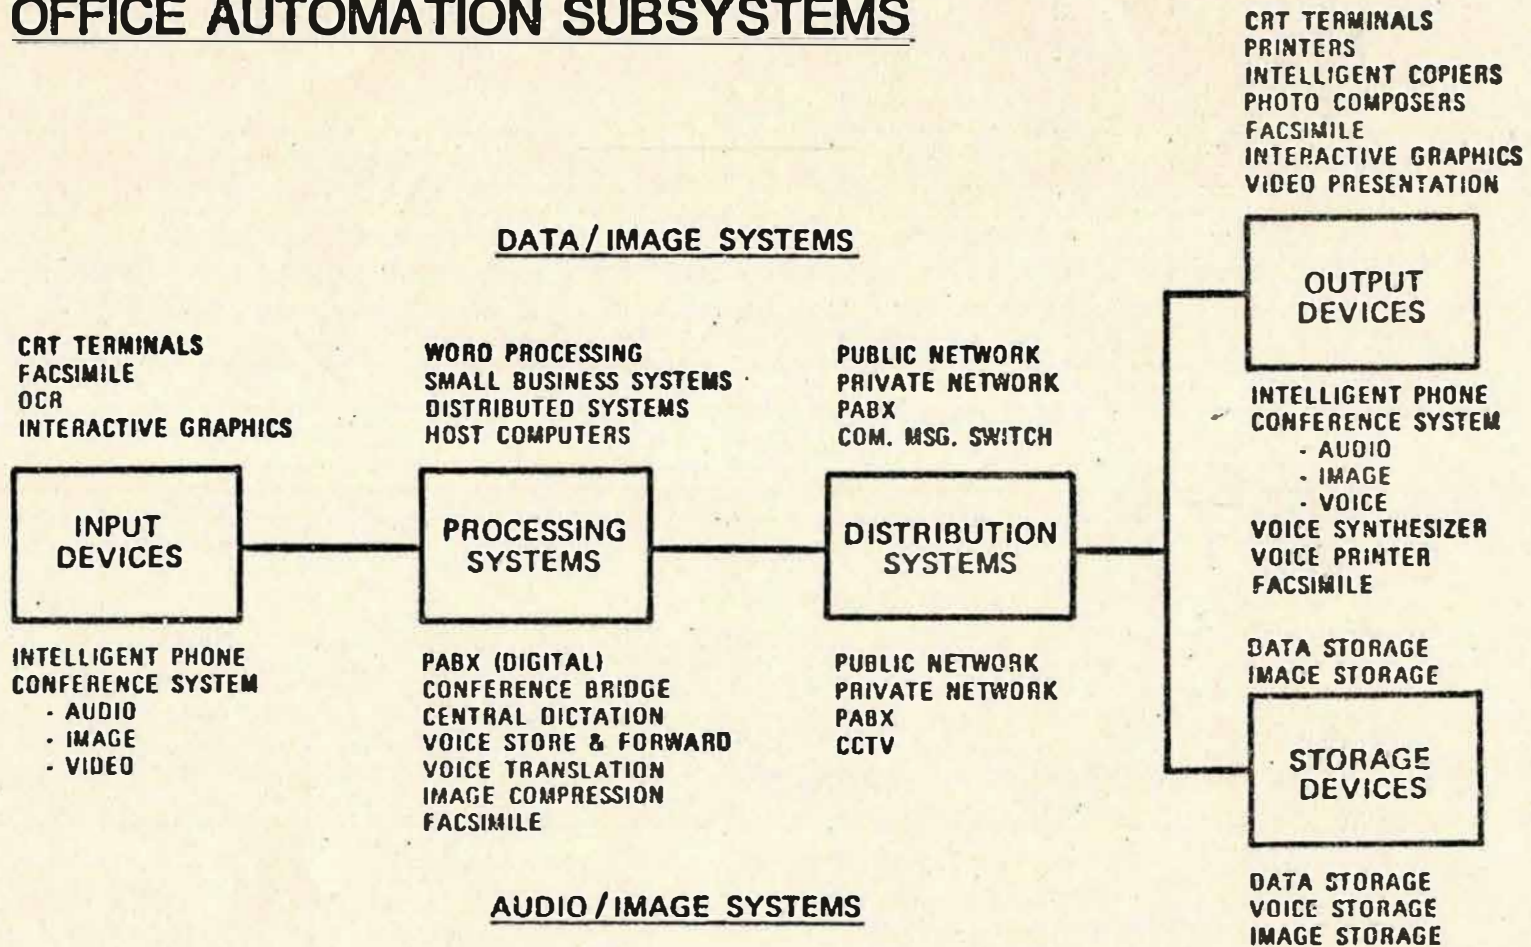 OFFICE AUTOMATION SUBSYSTEMS
DATA/IMAGE SYSTEMS
CRT TERMINALS
FACSIMILE
OCR
INTERACTIVE GRAPHICS
INPUT
DEVICES
INTELLIGENT PHONE
CONFERENCE SYSTEM
- AUDIO
- IMAGE
- VIDEO
WORD PROCESSING
SMALL BUSINESS SYSTEMS
DISTRIBUTED SYSTEMS
HOST COMPUTERS
PROCESSING
SYSTEMS
PABX (DIGITAL)
CONFERENCE BRIDGE
CENTRAL DICTATION
VOICE STORE & FORWARD
VOICE TRANSLATION
IMAGE COMPRESSION
FACSIMILE
PUBLIC NETWORK
PRIVATE NETWORK
PABX
COM. MSG. SWITCH
DISTRIBUTION
SYSTEMS
PUBLIC NETWORK
PRIVATE NETWORK
PABX
CCTV
CRT TERMINALS
PRINTERS
INTELLIGENT COPIERS
PHOTO COMPOSERS
FACSIMILE
INTERACTIVE GRAPHICS
VIDEO PRESENTATION
OUTPUT
DEVICES
INTELLIGENT PHONE
CONFERENCE SYSTEM
- AUDIO
- IMAGE
- VOICE
VOICE SYNTHESIZER
VOICE PRINTER
FACSIMILE
DATA STORAGE
IMAGE STORAGE
STORAGE
DEVICES
DATA STORAGE
VOICE STORAGE
IMAGE STORAGE
AUDIO/IMAGE SYSTEMS